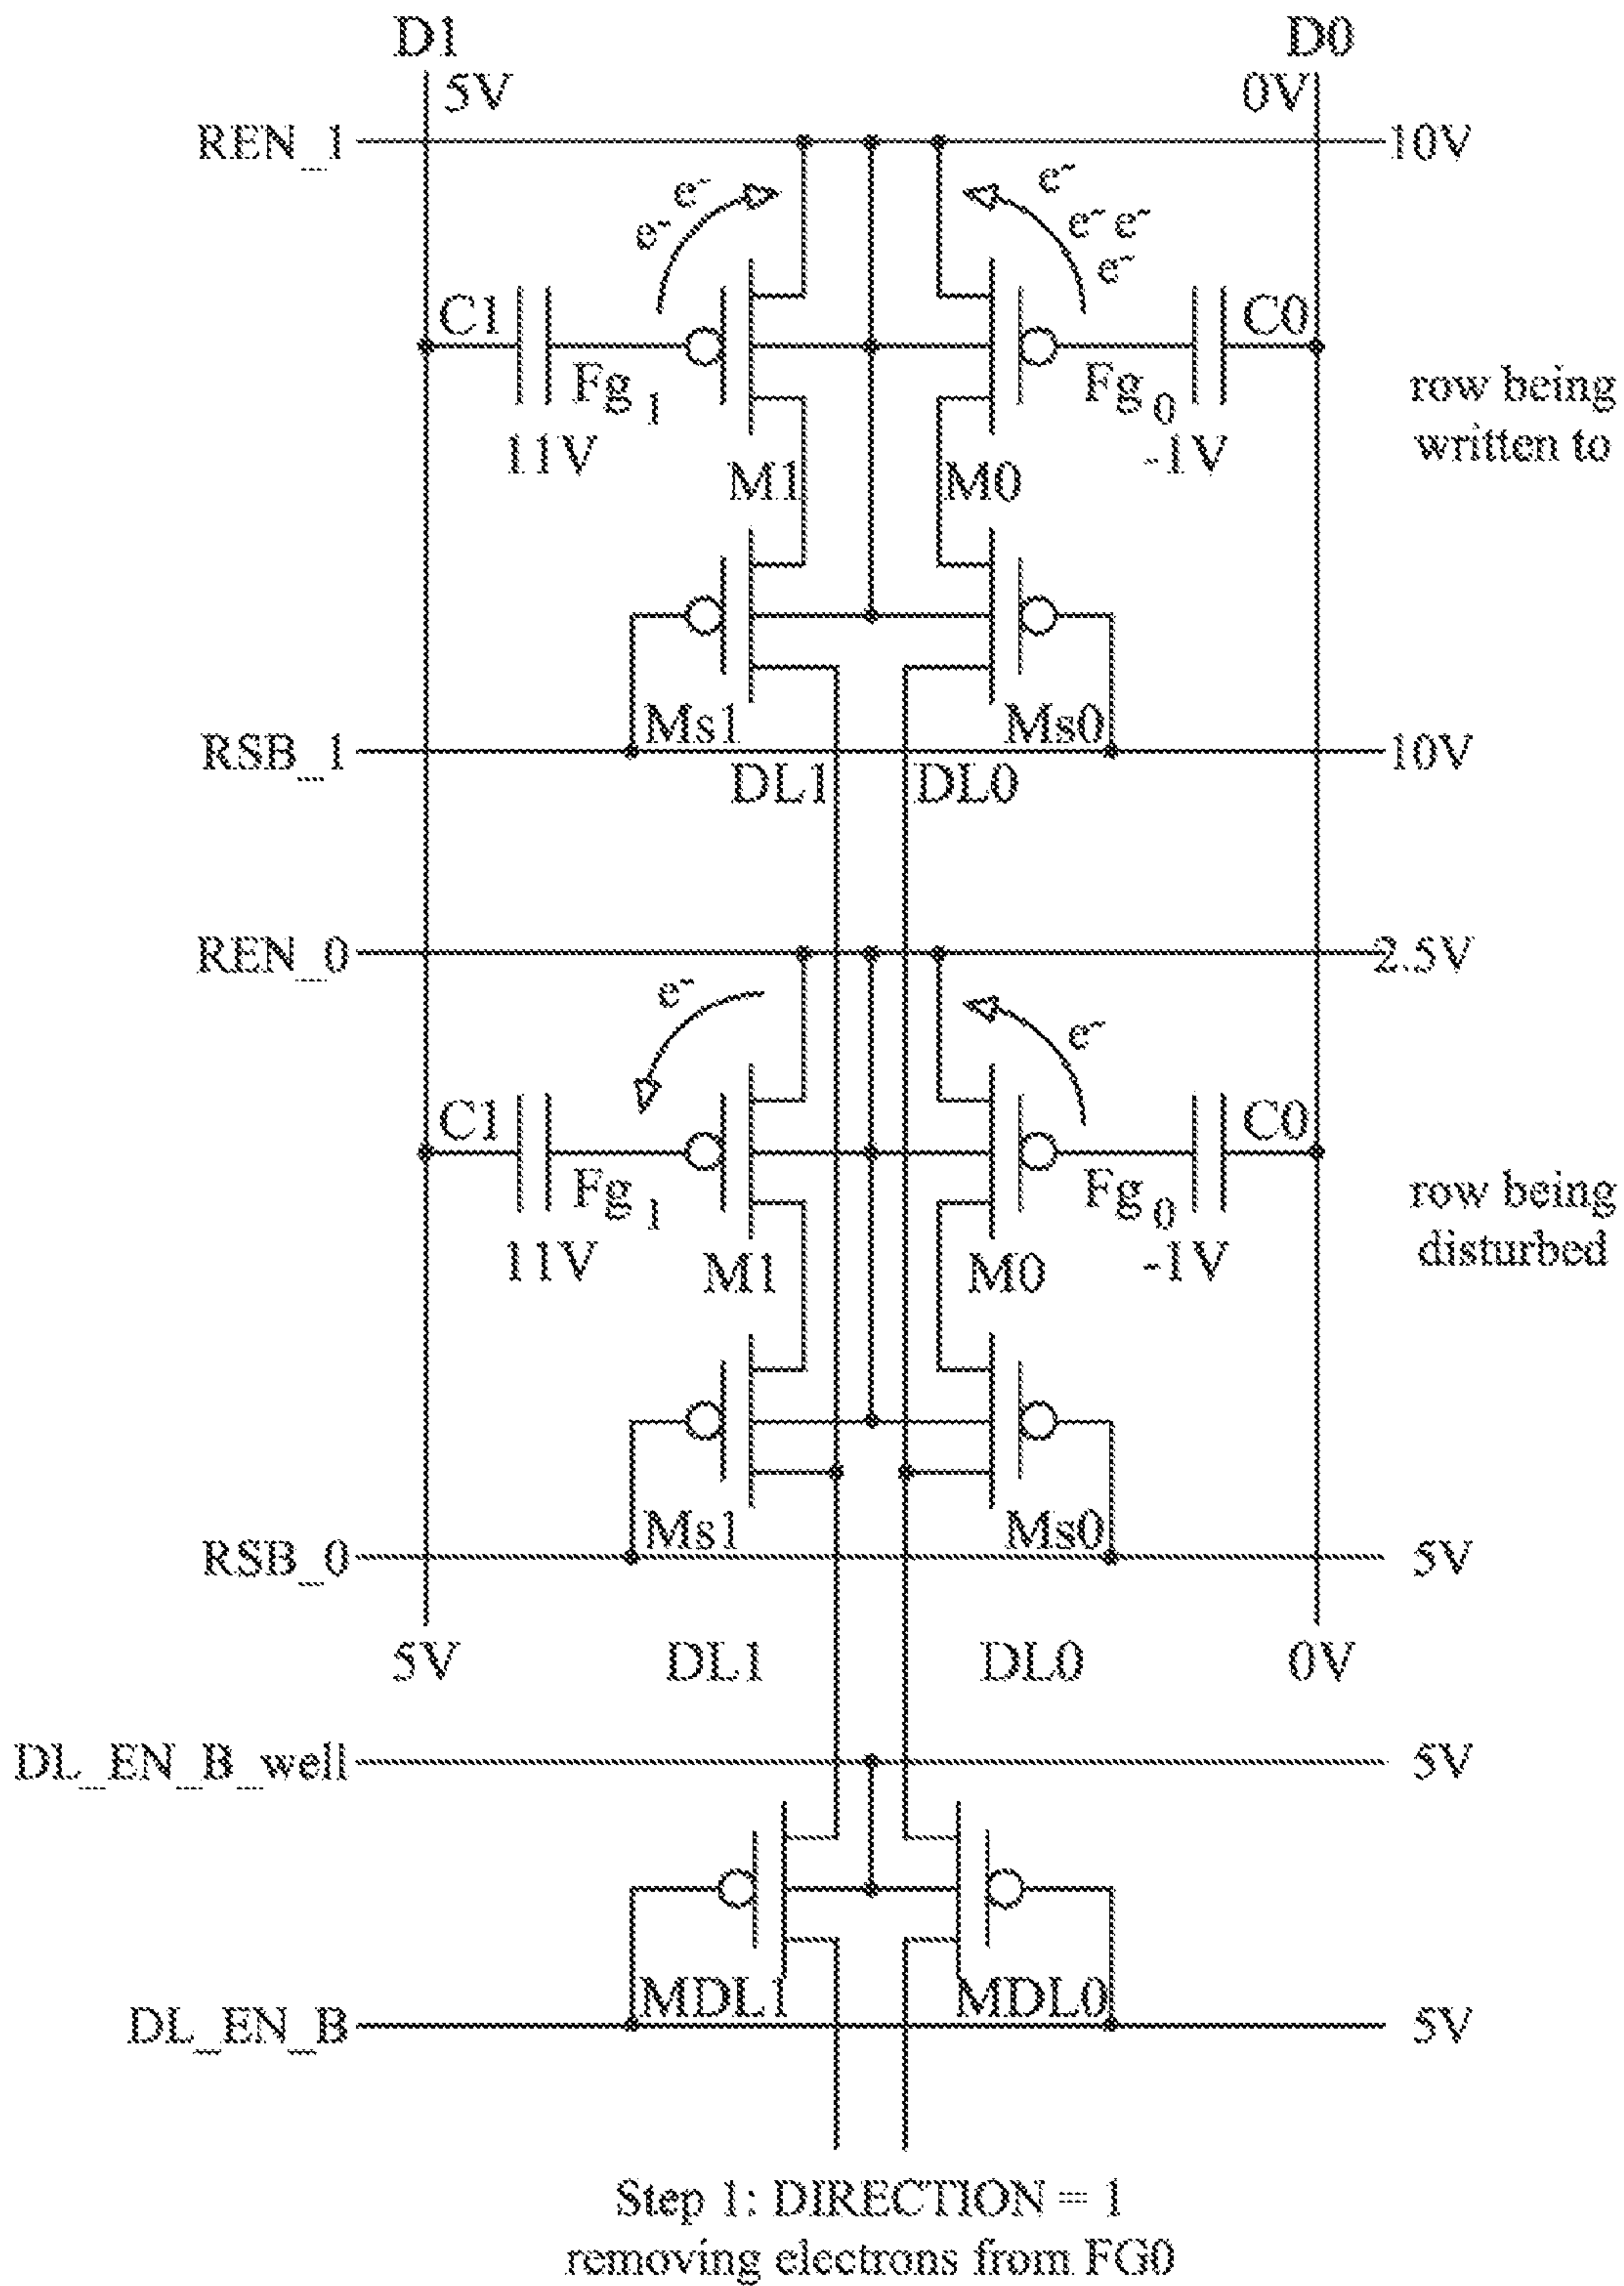 D1 D0
5V 0V
REN_1 10V
e- e-
e- e- e-
e-
C1 C0
Fg1 Fg0 row being
11V -1V written to
M1 M0
Ms1 Ms0
RSB_1 10V
DL1 DL0
REN_0 2.5V
e- e-
C1 C0
Fg1 Fg0 row being
11V -1V disturbed
M1 M0
Ms1 Ms0
RSB_0 5V
5V DL1 DL0 0V
DL_EN_B_well 5V
MDL1 MDL0
DL_EN_B 5V
Step 1: DIRECTION = 1
removing electrons from FG0